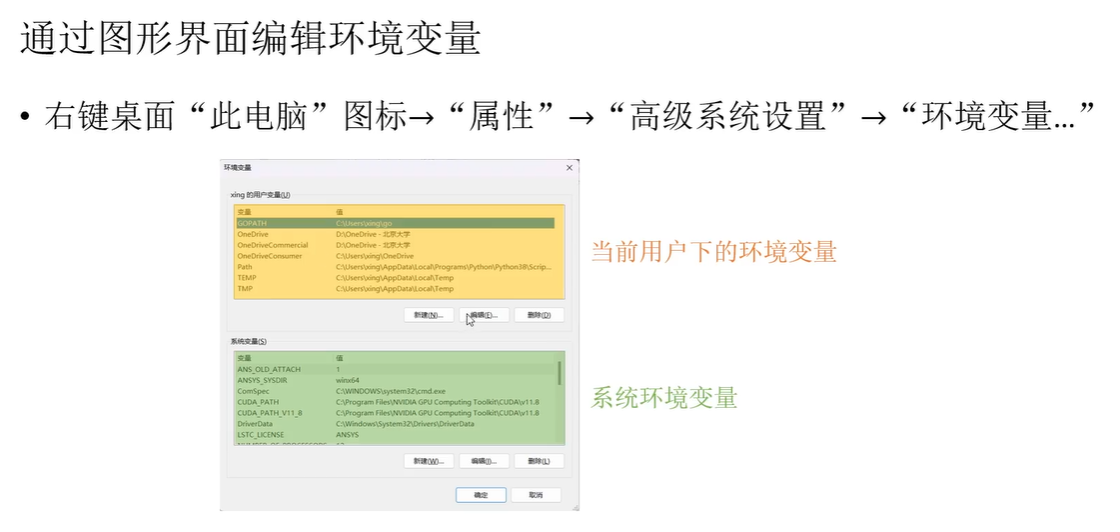 通过图形界面编辑环境变量
• 右键桌面“此电脑”图标→“属性”→“高级系统设置”→“环境变量...”
环境变量
xing 的用户变量(U)
变量 值
GOPATH C:\Users\xing\go
OneDrive D:\OneDrive - 北京大学
OneDriveCommercial D:\OneDrive - 北京大学
OneDriveConsumer C:\Users\xing\OneDrive
Path C:\Users\xing\AppData\Local\Programs\Python\Python38\Scrip...
TEMP C:\Users\xing\AppData\Local\Temp
TMP C:\Users\xing\AppData\Local\Temp
当前用户下的环境变量
新建(N)... 编辑(E)... 删除(D)
系统变量(S)
变量 值
ANS_OLD_ATTACH 1
ANSYS_SYSDIR winx64
ComSpec C:\WINDOWS\system32\cmd.exe
CUDA_PATH C:\Program Files\NVIDIA GPU Computing Toolkit\CUDA\v11.8
CUDA_PATH_V11_8 C:\Program Files\NVIDIA GPU Computing Toolkit\CUDA\v11.8
DriverData C:\Windows\System32\Drivers\DriverData
LSTC_LICENSE ANSYS
系统环境变量
新建(W)... 编辑(I)... 删除(L)
确定 取消